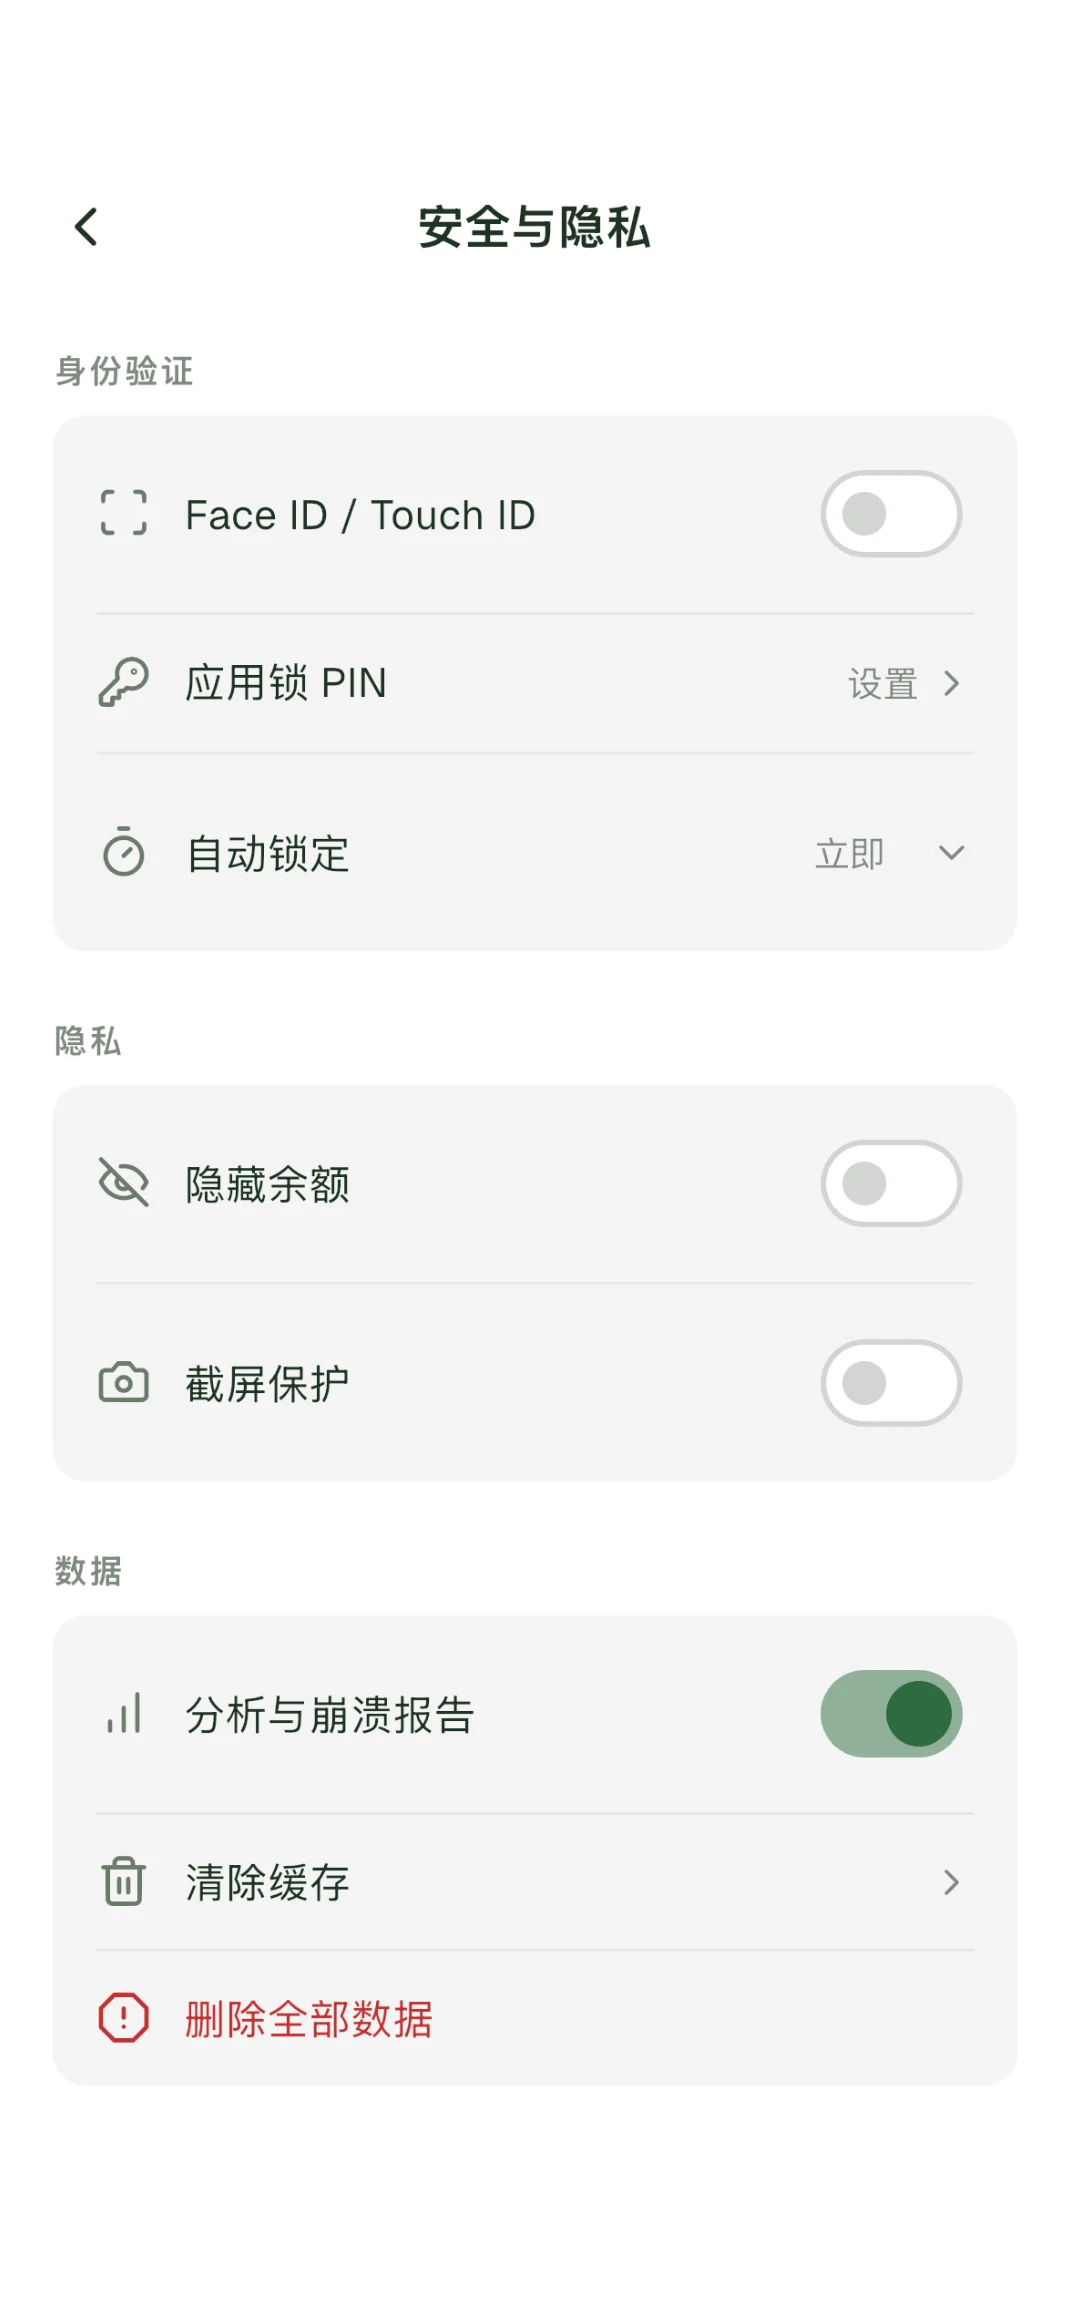 安全与隐私
身份验证
Face ID / Touch ID
应用锁 PIN 设置
自动锁定 立即
隐私
隐藏余额
截屏保护
数据
分析与崩溃报告
清除缓存
删除全部数据